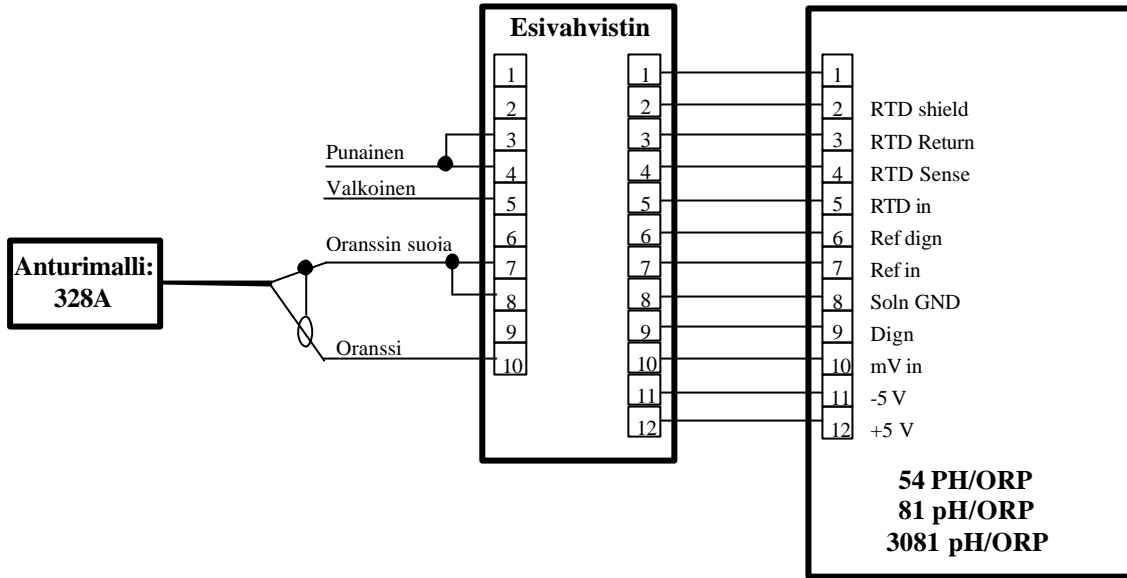 Esivahvistin
1
2
3
4
5
6
7
8
9
10
1
2
3
4
5
6
7
8
9
10
11
12
Punainen
Valkoinen
Oranssin suoia
Oranssi
Anturimalli:
328A
1
2 RTD shield
3 RTD Return
4 RTD Sense
5 RTD in
6 Ref dign
7 Ref in
8 Soln GND
9 Dign
10 mV in
11 -5 V
12 +5 V
54 PH/ORP
81 pH/ORP
3081 pH/ORP